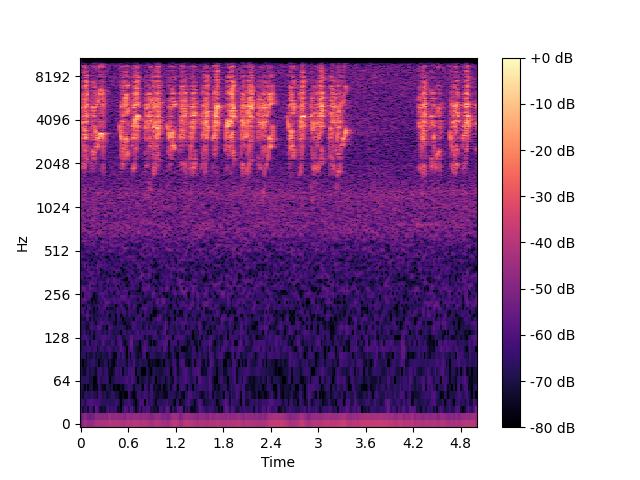 8192
4096
2048
1024
512
256
128
64
0
Hz
0 0.6 1.2 1.8 2.4 3 3.6 4.2 4.8
Time
+0 dB
-10 dB
-20 dB
-30 dB
-40 dB
-50 dB
-60 dB
-70 dB
-80 dB